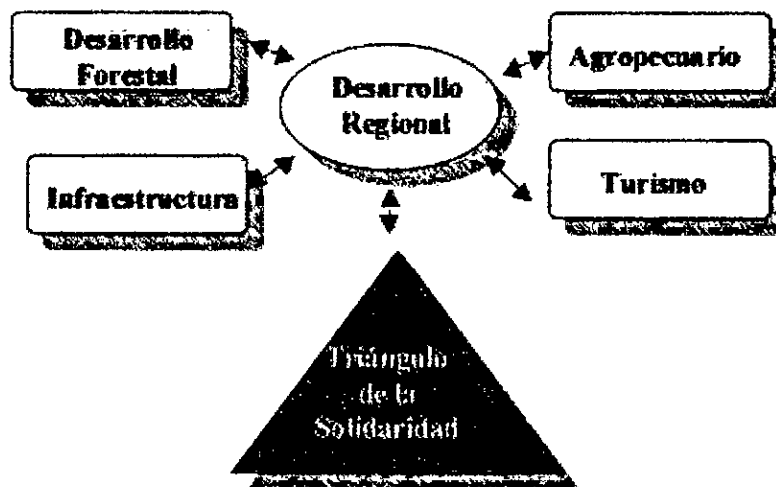 Desarrollo
Forestal
Desarrollo
Regional
Agropecuario
Infraestructura
Turismo
Triángulo
de la
Solidaridad